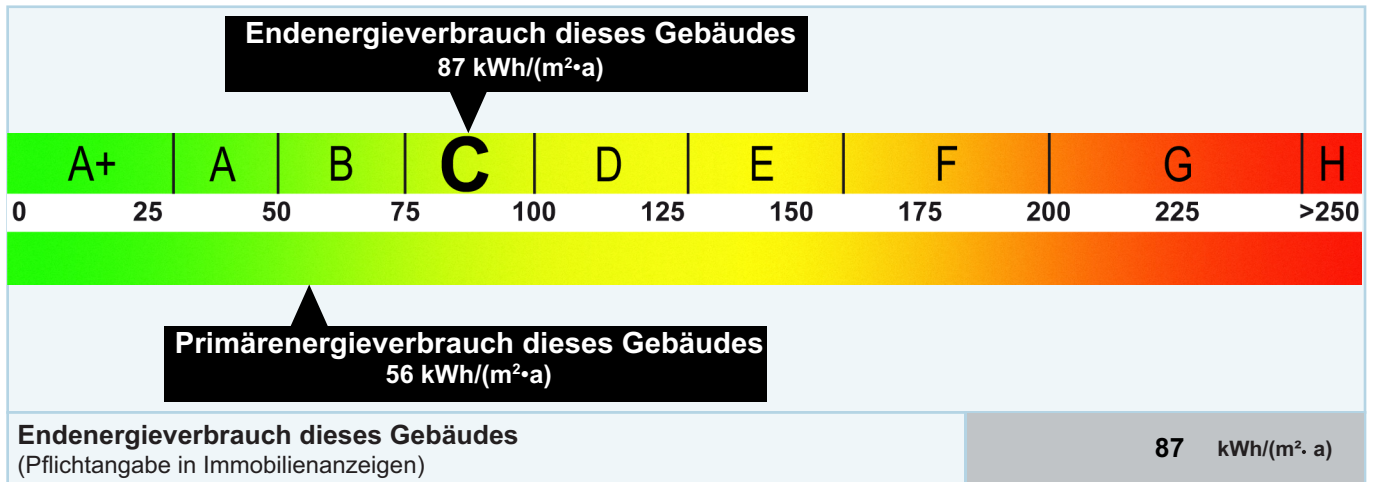 Endenergieverbrauch dieses Gebäudes
87 kWh/(m²•a)
A+ A B C D E F G H
0 25 50 75 100 125 150 175 200 225 >250
Primärenergieverbrauch dieses Gebäudes
56 kWh/(m²•a)
Endenergieverbrauch dieses Gebäudes
(Pflichtangabe in Immobilienanzeigen)
87 kWh/(m²· a)